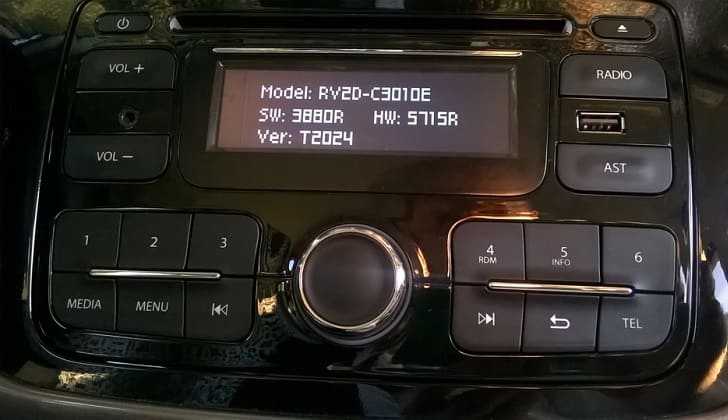 VOL +
Model: RV2D-C3010E
SW: 3880R HW: 5715R
Ver: T2024
RADIO
VOL –
AST
1 2 3
4 5 6
RDM INFO
MEDIA MENU
TEL